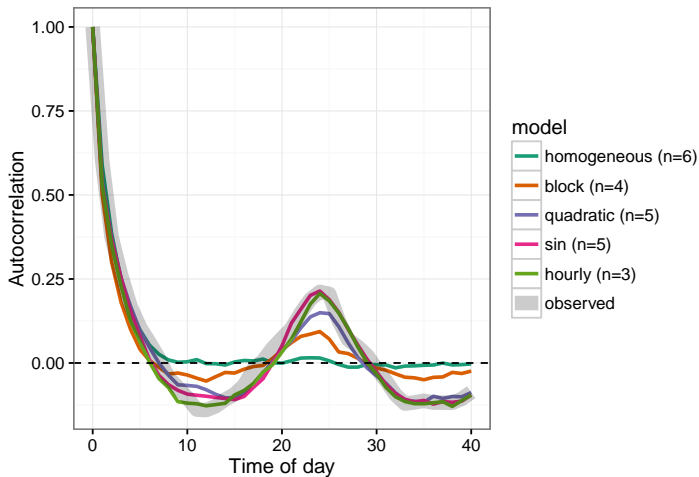 1.00
0.75
0.50
0.25
0.00
Autocorrelation
0
10
20
30
40
Time of day
model
homogeneous (n=6)
block (n=4)
quadratic (n=5)
sin (n=5)
hourly (n=3)
observed